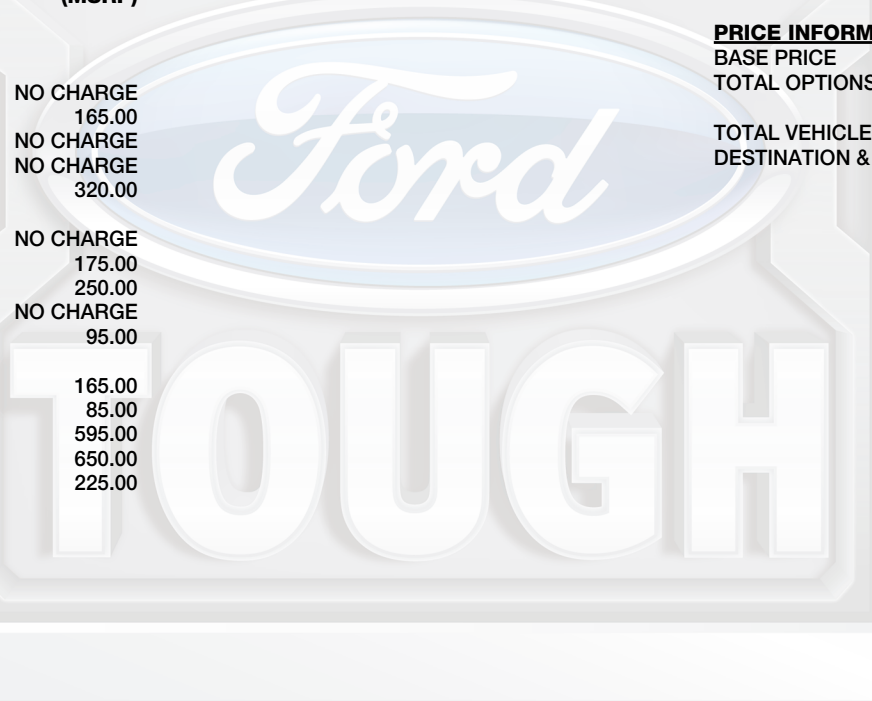 (MSRP)
NO CHARGE
165.00
NO CHARGE
NO CHARGE
320.00
NO CHARGE
175.00
250.00
NO CHARGE
95.00
165.00
85.00
595.00
650.00
225.00
PRICE INFORM
BASE PRICE
TOTAL OPTIONS
TOTAL VEHICLE
DESTINATION &
Ford
TOUGH